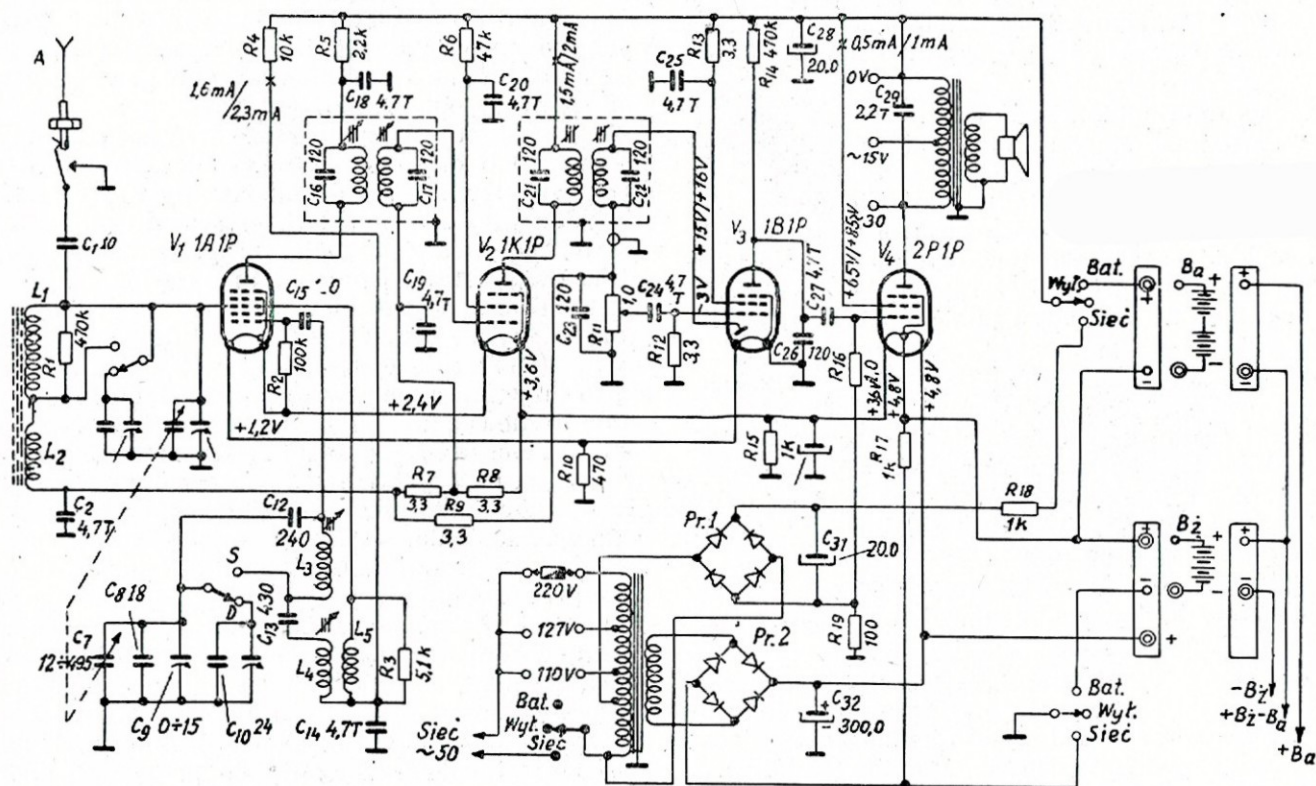 A
R4
10k
R5
2,2k
R6
47k
R13
3,3
R14 470k
C28
20,0
0,5mA/1mA
1,6mA/2,3mA
C18 4.7T
C20
4,7T
1,5mA/2mA
C25
4,7T
0V
C29
2,2T
~15V
30
120
C16
120
C17
120
C21
120
C22
C1 10
V1 1A1P
V2 1K1P
V3 1B1P
V4 2P1P
+15V/+16V
+65V/+85V
L1
R1
470k
C15
R2
100k
C19
4,7T
C23
120
R11
1,0
C24
4,7T
R12
3,3
C26
120
C27 4,7T
R16
+1,2V
+2,4V
+3,6V
+4,8V
+4,8V
L2
C2
4,7T
R7
3,3
R8
3,3
R9
3,3
R10
470
R15
1k
R17
1k
R18
1k
C12
240
L3
S
D
C7
12÷495
C8 18
C9 0÷15
C10 24
C13 430
L4
L5
R3
5,1k
C14 4,7T
Pr.1
C31
20,0
R19
100
Pr.2
C32
+
300,0
220V
127V
110V
Bat.
Wył.
Sieć
Sieć
~50
Bat.
Wył.
Sieć
Ba
+
-
Bż
+
-
Bat.
Wył.
Sieć
-Bż
+Bż-Ba
+Ba